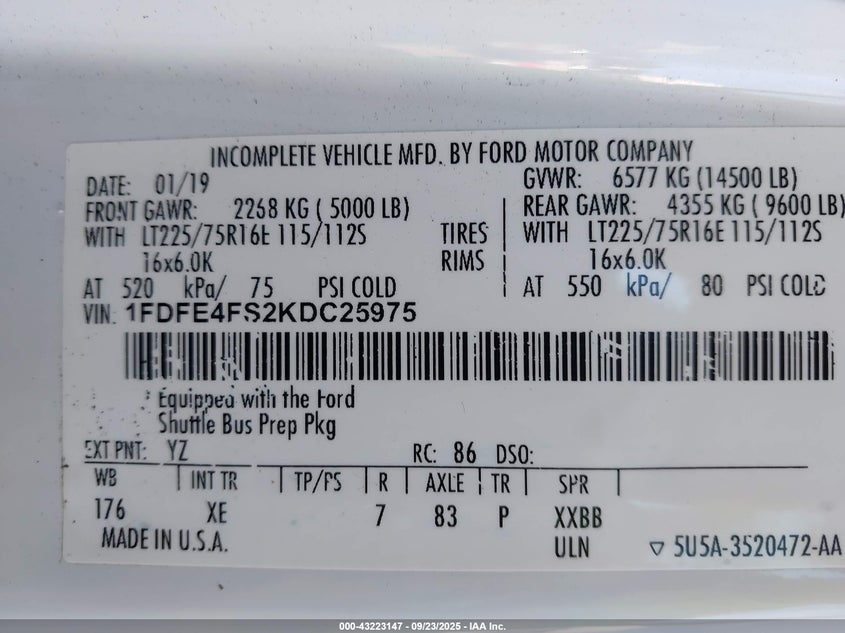 INCOMPLETE VEHICLE MFD. BY FORD MOTOR COMPANY
DATE: 01/19 GVWR: 6577 KG (14500 LB)
FRONT GAWR: 2268 KG ( 5000 LB) REAR GAWR: 4355 KG ( 9600 LB)
WITH LT225/75R16E 115/112S TIRES WITH LT225/75R16E 115/112S
16x6.0K RIMS 16x6.0K
AT 520 kPa/ 75 PSI COLD AT 550 kPa/ 80 PSI COLD
VIN: 1FDFE4FS2KDC25975
Equipped with the Ford
Shuttle Bus Prep Pkg
EXT PNT: YZ RC: 86 DSO:
WB INT TR TP/PS R AXLE TR SPR
176 XE 7 83 P XXBB
MADE IN U.S.A. ULN ▽ 5U5A-3520472-AA
000-43223147 - 09/23/2025 - IAA Inc.